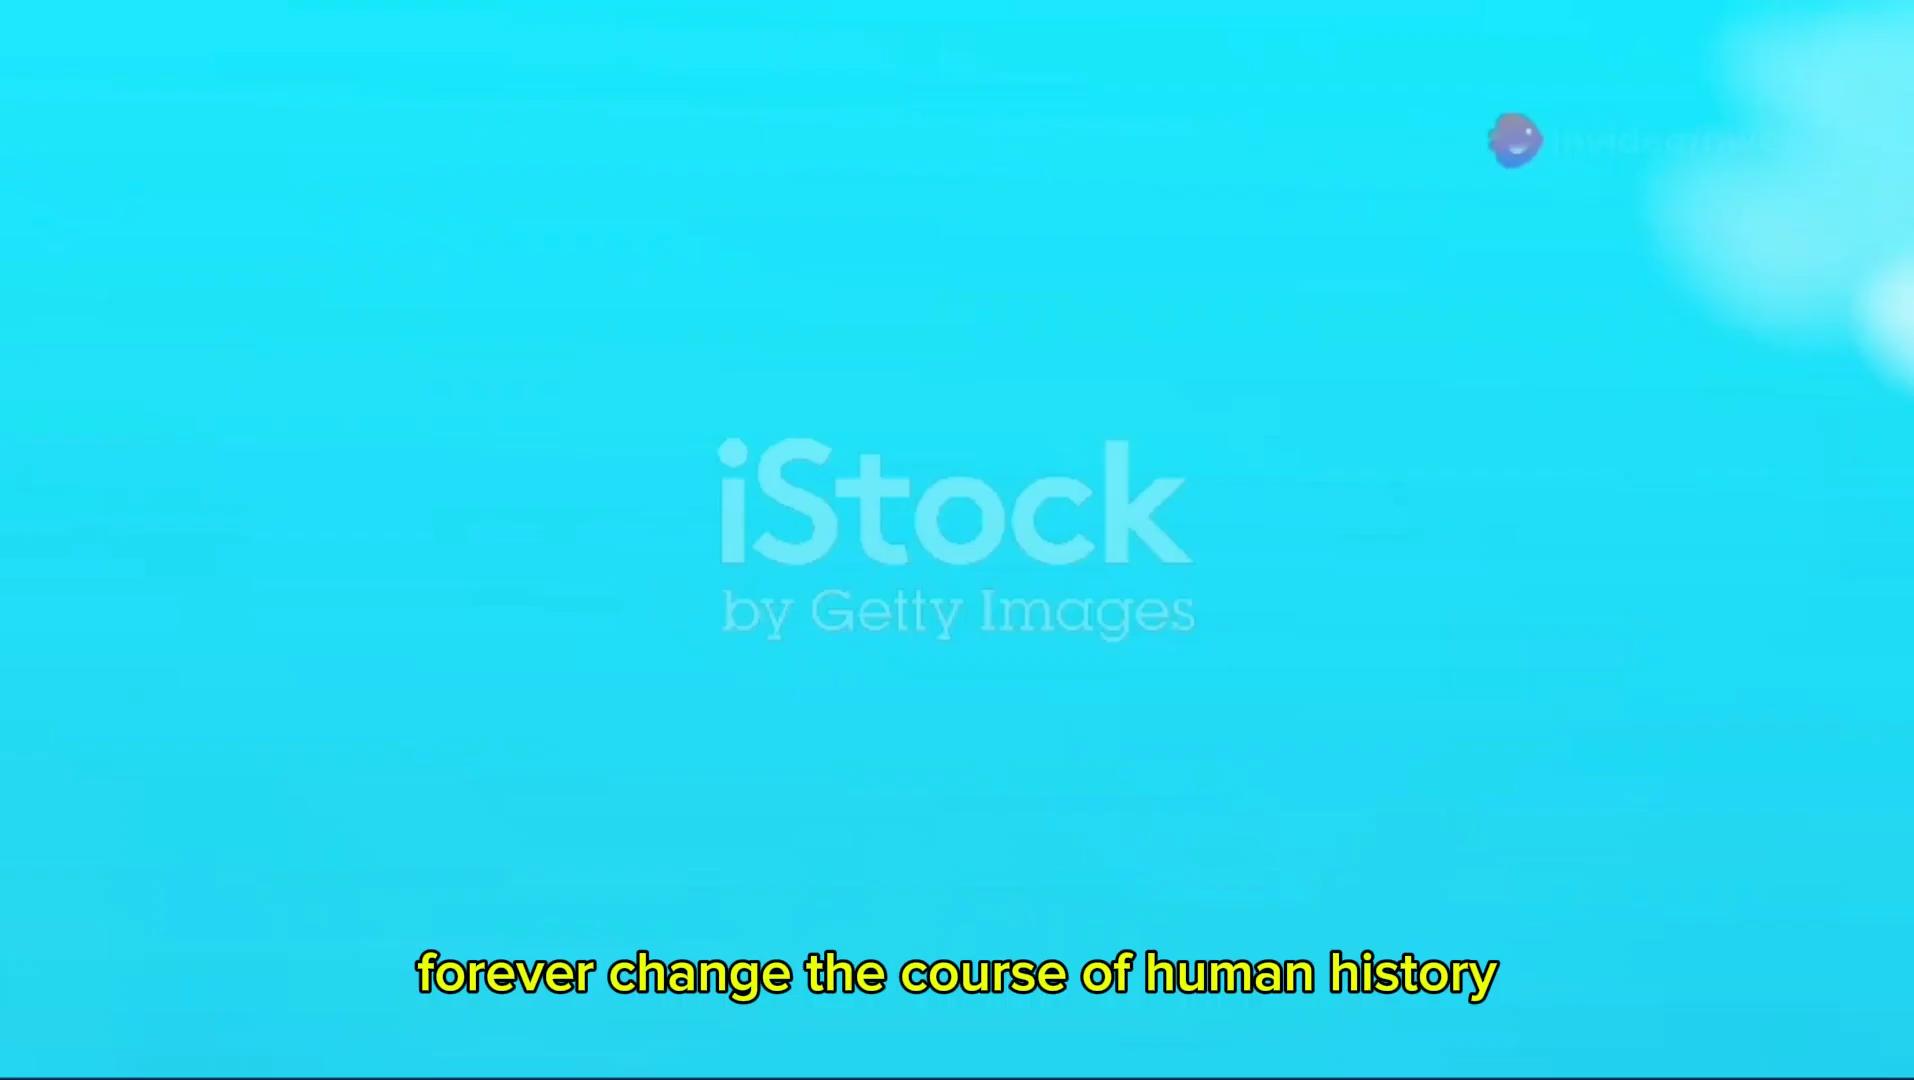 iStock
by Getty Images
forever change the course of human history